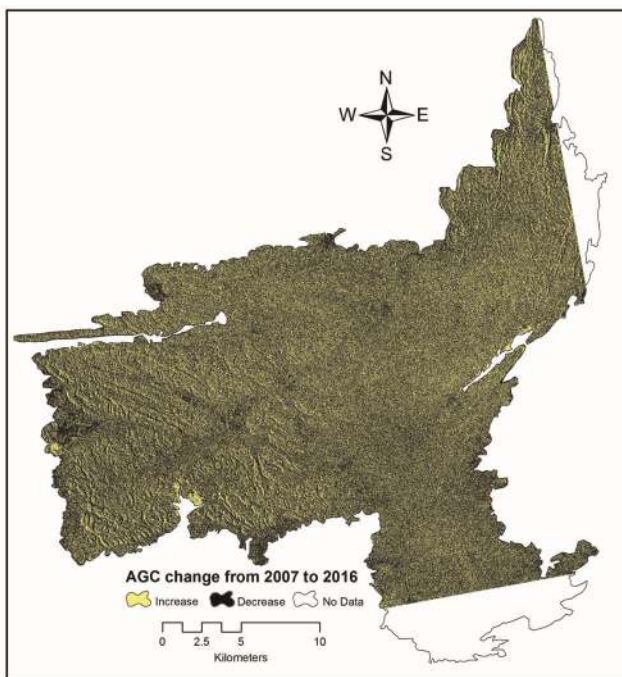 N
W E
S
AGC change from 2007 to 2016
Increase Decrease No Data
0 2.5 5 10
Kilometers